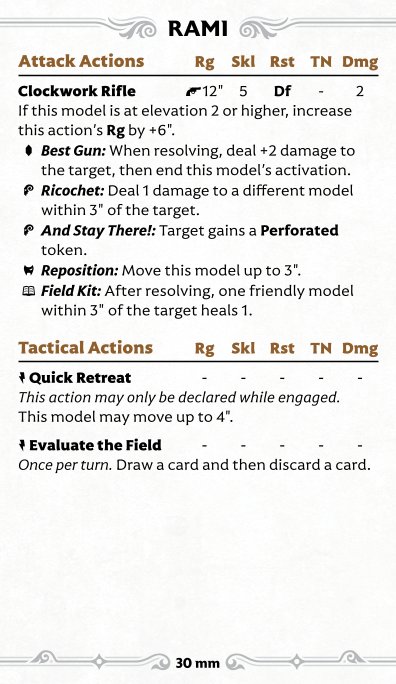 RAMI
Attack Actions Rg Skl Rst TN Dmg
Clockwork Rifle 12" 5 Df - 2
If this model is at elevation 2 or higher, increase
this action's Rg by +6".
Best Gun: When resolving, deal +2 damage to
the target, then end this model's activation.
Ricochet: Deal 1 damage to a different model
within 3" of the target.
And Stay There!: Target gains a Perforated
token.
Reposition: Move this model up to 3".
Field Kit: After resolving, one friendly model
within 3" of the target heals 1.
Tactical Actions Rg Skl Rst TN Dmg
Quick Retreat - - - - -
This action may only be declared while engaged.
This model may move up to 4".
Evaluate the Field - - - - -
Once per turn. Draw a card and then discard a card.
30 mm